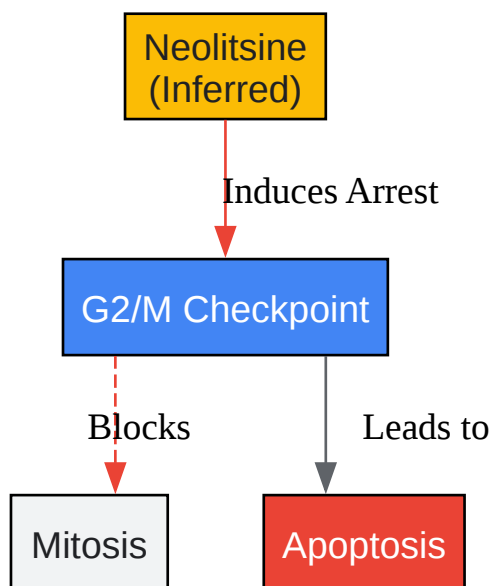 Neolitsine
(Inferred)
Induces Arrest
G2/M Checkpoint
Blocks
Leads to
Mitosis
Apoptosis